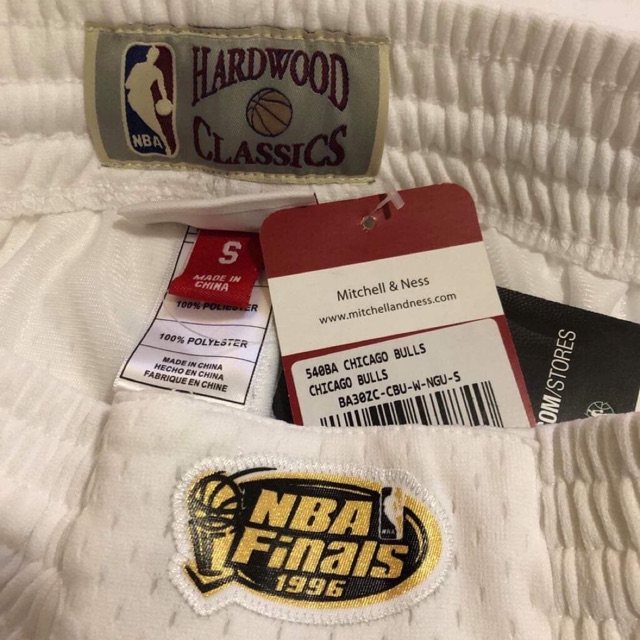 NBA
HARDWOOD
CLASSICS
S
MADE IN
CHINA
100% POLYESTER
100% POLYESTER
MADE IN CHINA
HECHO EN CHINA
FABRIQUE EN CHINE
Mitchell & Ness
www.mitchellandness.com
540BA CHICAGO BULLS
CHICAGO BULLS
BA30ZC-CBU-W-NGU-S
OM/STORES
NBA
Finals
1996